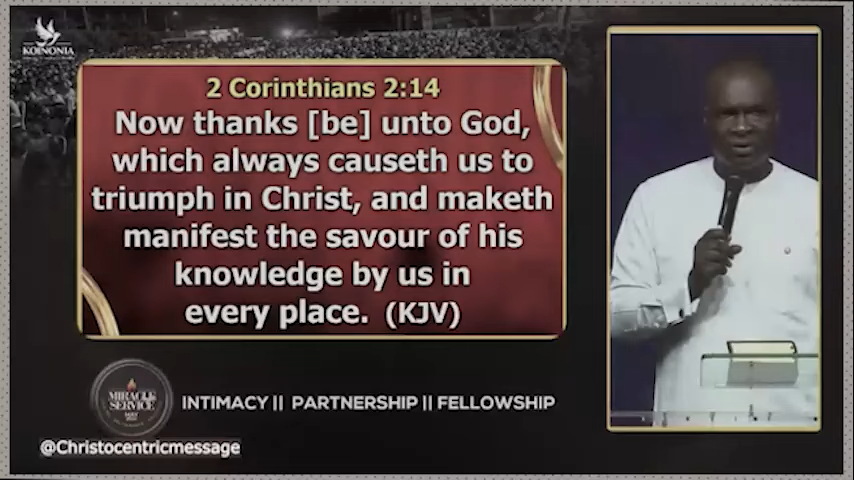 KOINONIA
2 Corinthians 2:14
Now thanks [be] unto God,
which always causeth us to
triumph in Christ, and maketh
manifest the savour of his
knowledge by us in
every place. (KJV)
MIRACLE
SERVICE
MAY
INTIMACY || PARTNERSHIP || FELLOWSHIP
@Christocentricmessage